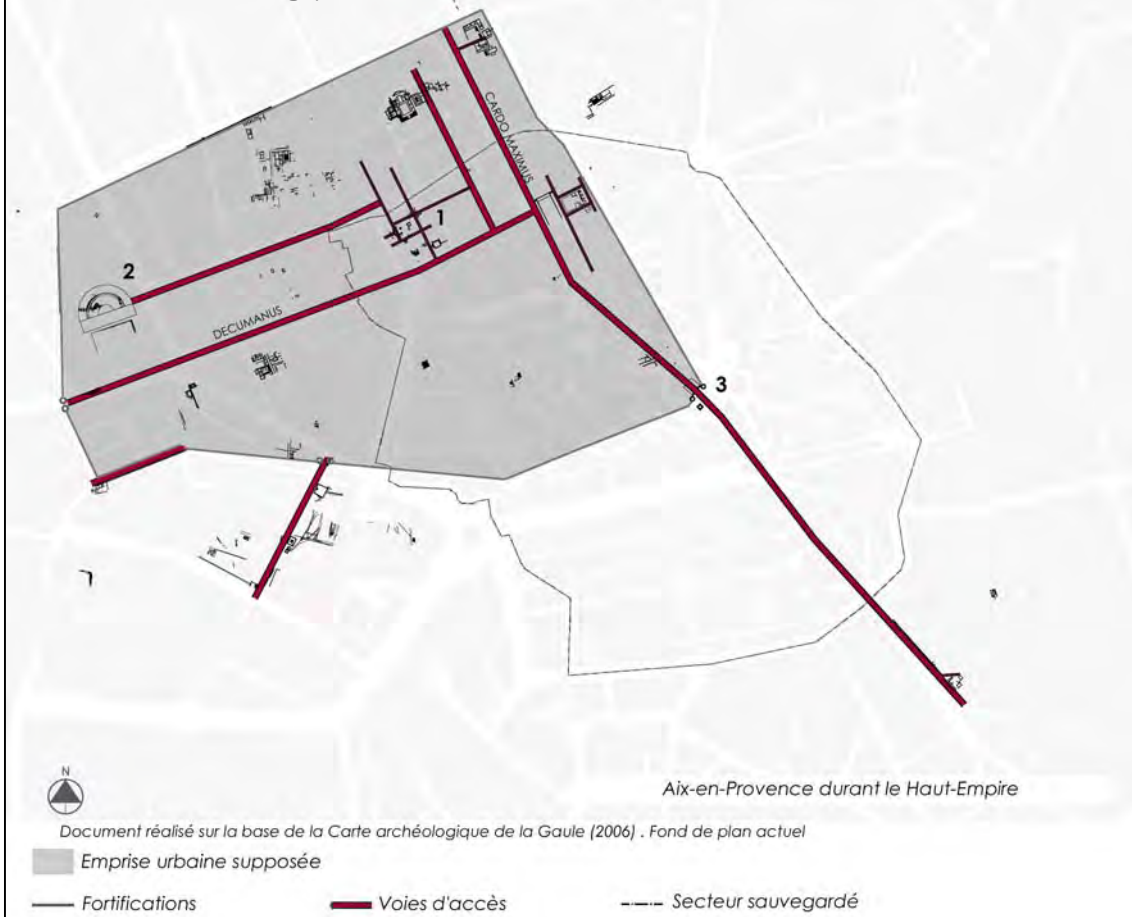 CARDO MAXIMUS
1
2
DECUMANUS
3
N
Aix-en-Provence durant le Haut-Empire
Document réalisé sur la base de la Carte archéologique de la Gaule (2006) . Fond de plan actuel
Emprise urbaine supposée
Fortifications
Voies d'accès
Secteur sauvegardé